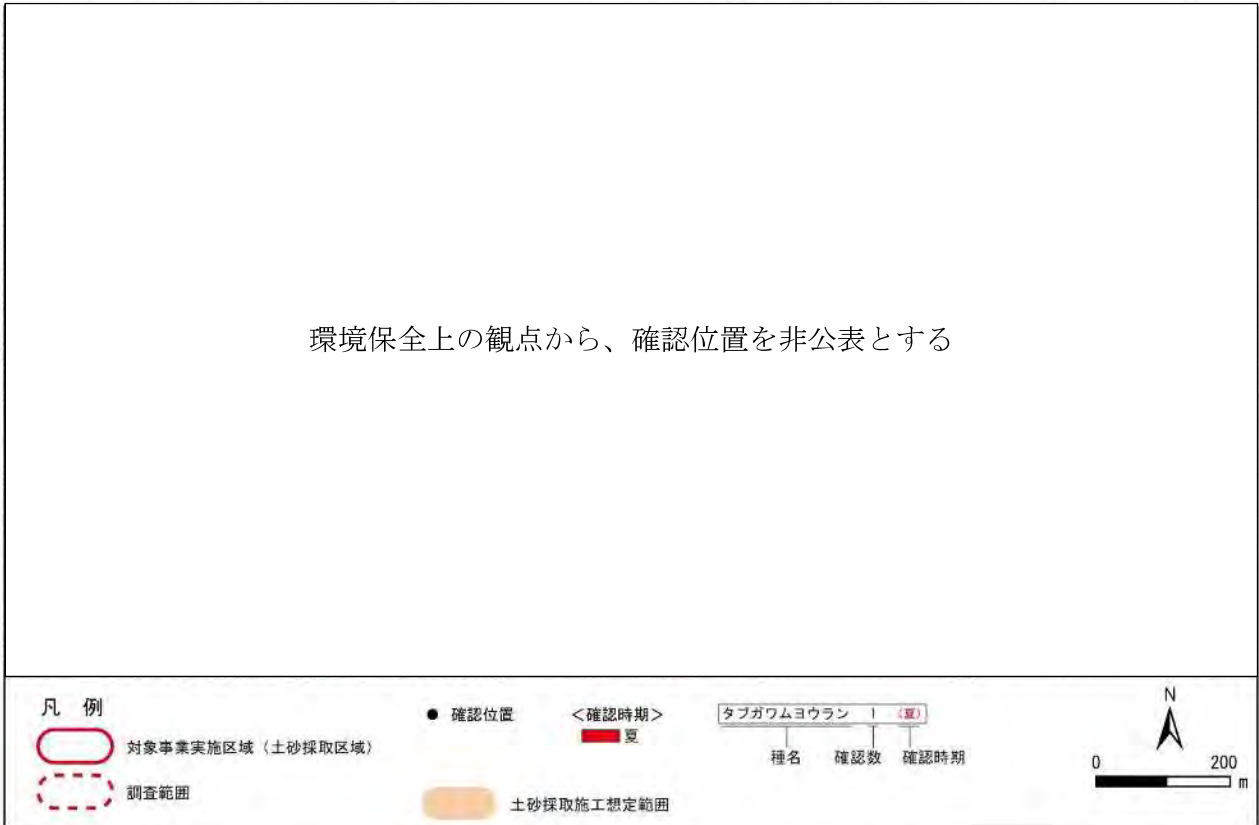 環境保全上の観点から、確認位置を非公表とする
凡 例
対象事業実施区域（土砂採取区域）
調査範囲
● 確認位置
＜確認時期＞
夏
土砂採取施工想定範囲
タブガワムヨウラン 1 (夏)
種名 確認数 確認時期
N
0 200
m